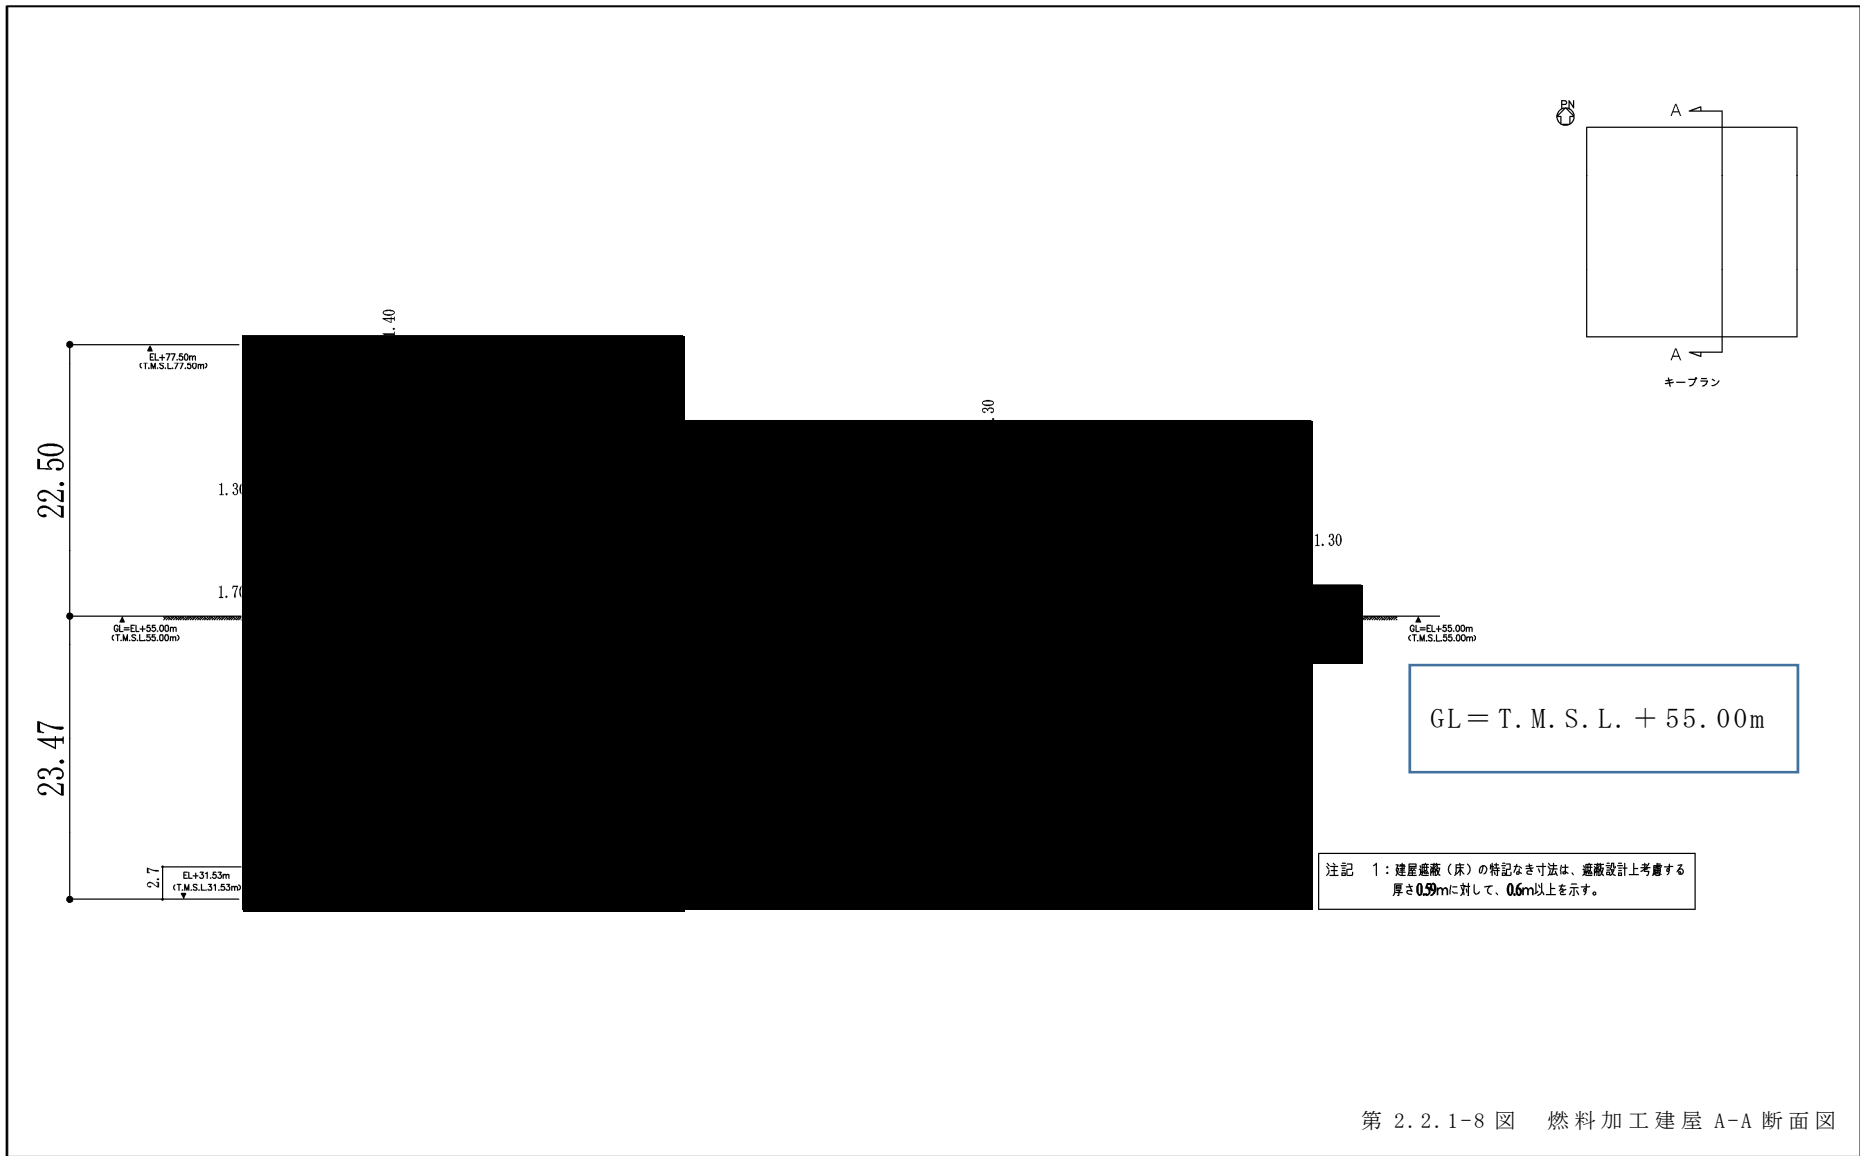 PN
A
A
キープラン
1.40
EL+77.50m
(T.M.S.L.77.50m)
.30
22.50
1.30
1.30
1.70
GL=EL+55.00m
(T.M.S.L.55.00m)
GL=EL+55.00m
(T.M.S.L.55.00m)
GL＝T.M.S.L.＋55.00m
23.47
2.7
EL+31.53m
(T.M.S.L.31.53m)
注記　1：建屋遮蔽（床）の特記なき寸法は、遮蔽設計上考慮する
厚さ0.59mに対して、0.6m以上を示す。
第 2.2.1-8 図　燃料加工建屋 A-A 断面図